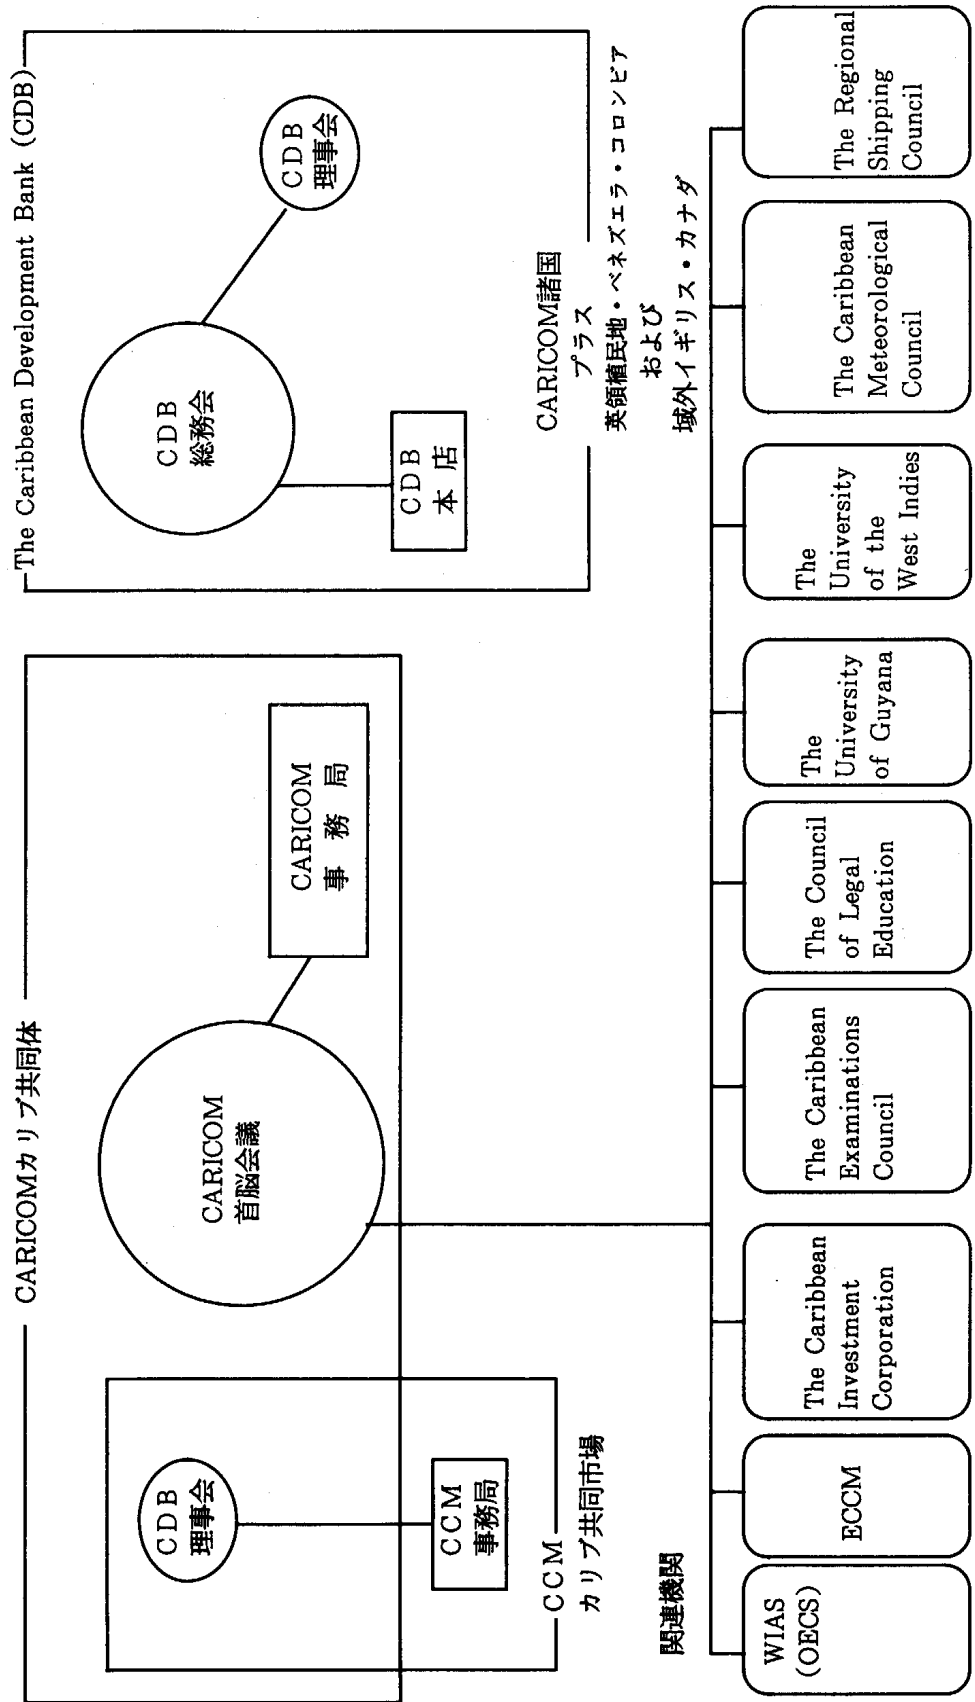 CARICOMカリブ共同体
CARICOM
首脳会議
CARICOM
事務局
CDB
理事会
CCM
事務局
CCM
カリブ共同市場
The Caribbean Development Bank (CDB)
CDB
総務会
CDB
理事会
CDB
本店
CARICOM諸国
プラス
英領植民地・ベネズエラ・コロンビア
および
域外イギリス・カナダ
関連機関
WIAS
(OECS)
ECCM
The Caribbean
Investment
Corporation
The Caribbean
Examinations
Council
The Council
of Legal
Education
The
University
of Guyana
The
University
of the
West Indies
The Caribbean
Meteorological
Council
The Regional
Shipping
Council